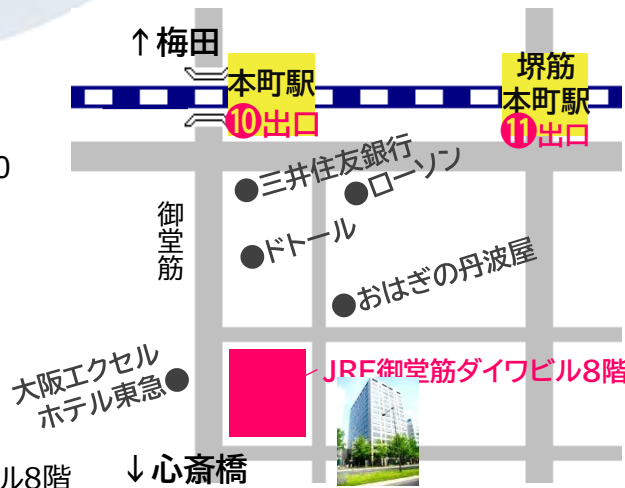 ↑梅田
本町駅
⑩出口
堺筋
本町駅
⑪出口
0
●三井住友銀行
●ローソン
御堂筋
●ドトール
●おはぎの丹波屋
大阪エクセル
ホテル東急●
JRE御堂筋ダイワビル8階
ル8階
↓心斎橋